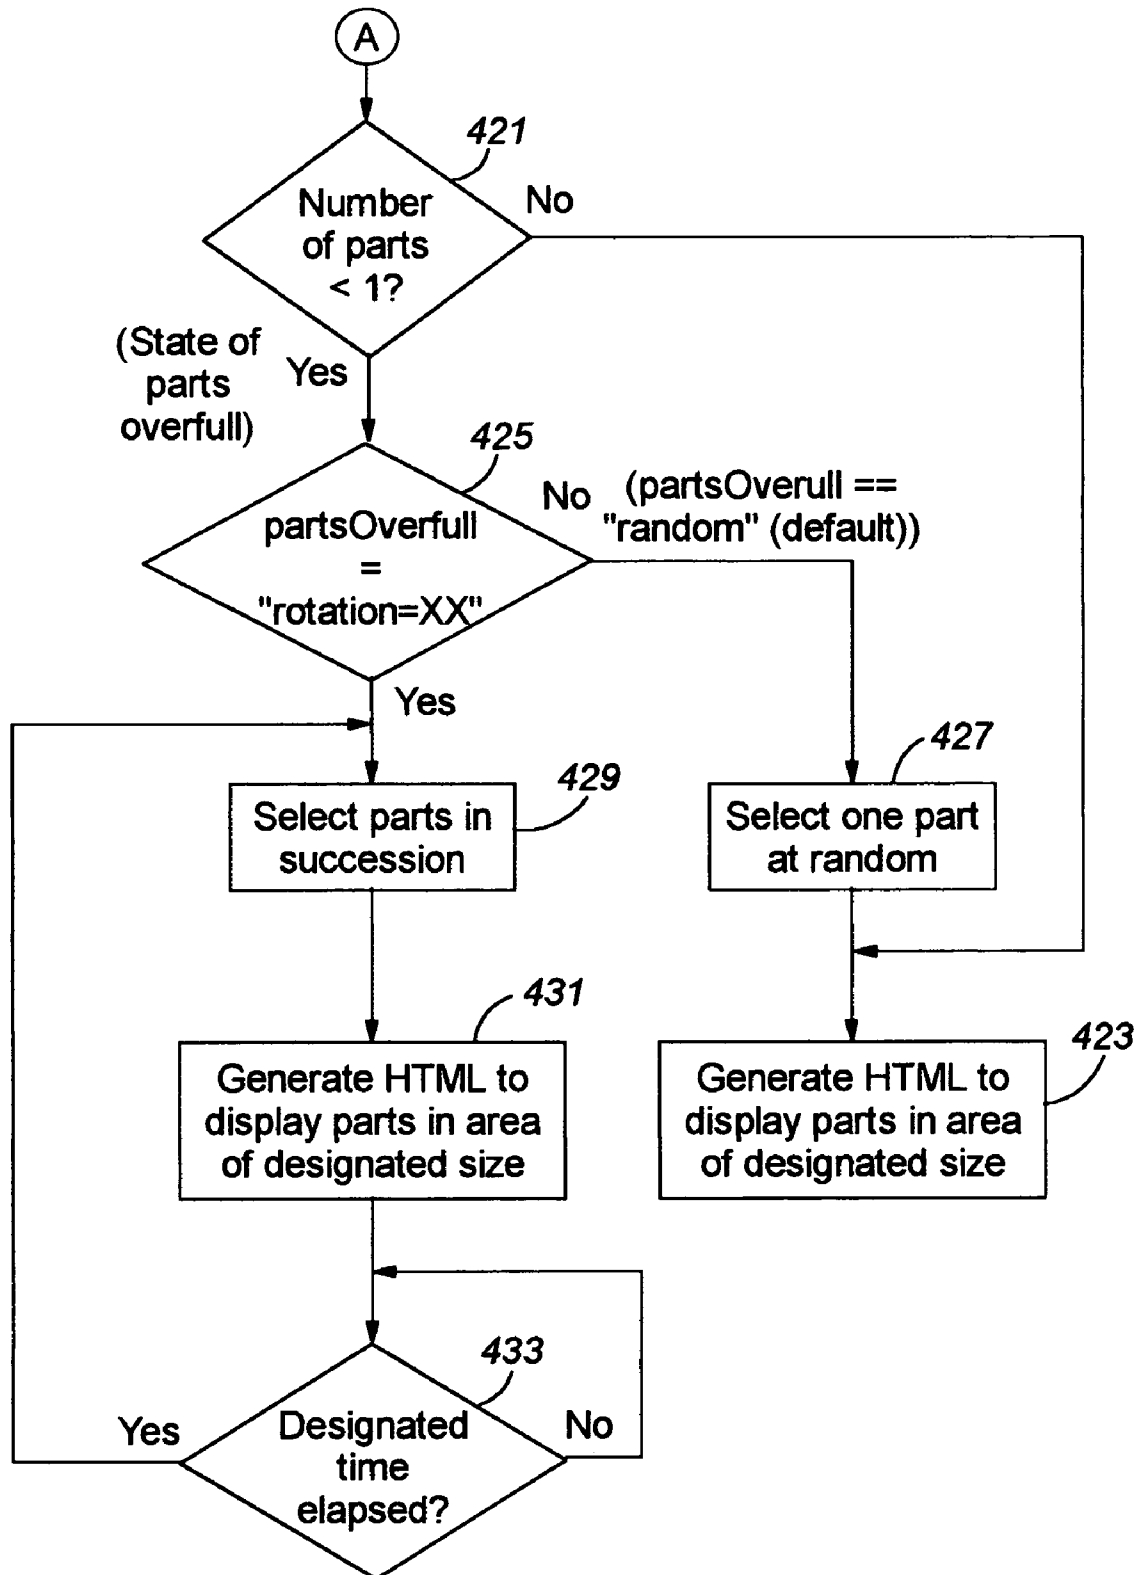 A
421
Number
of parts
< 1?
No
(State of
parts
overfull)
Yes
425
partsOverfull
=
"rotation=XX"
No
(partsOverull ==
"random" (default))
Yes
429
Select parts in
succession
427
Select one part
at random
431
Generate HTML to
display parts in area
of designated size
423
Generate HTML to
display parts in area
of designated size
433
Designated
time
elapsed?
Yes
No